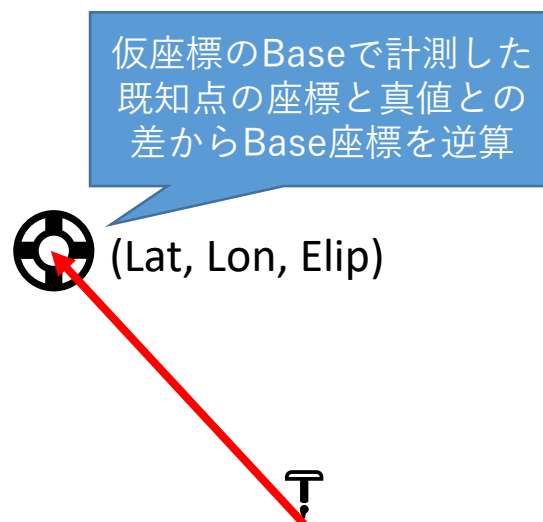 仮座標のBaseで計測した
既知点の座標と真値との
差からBase座標を逆算
(Lat, Lon, Elip)